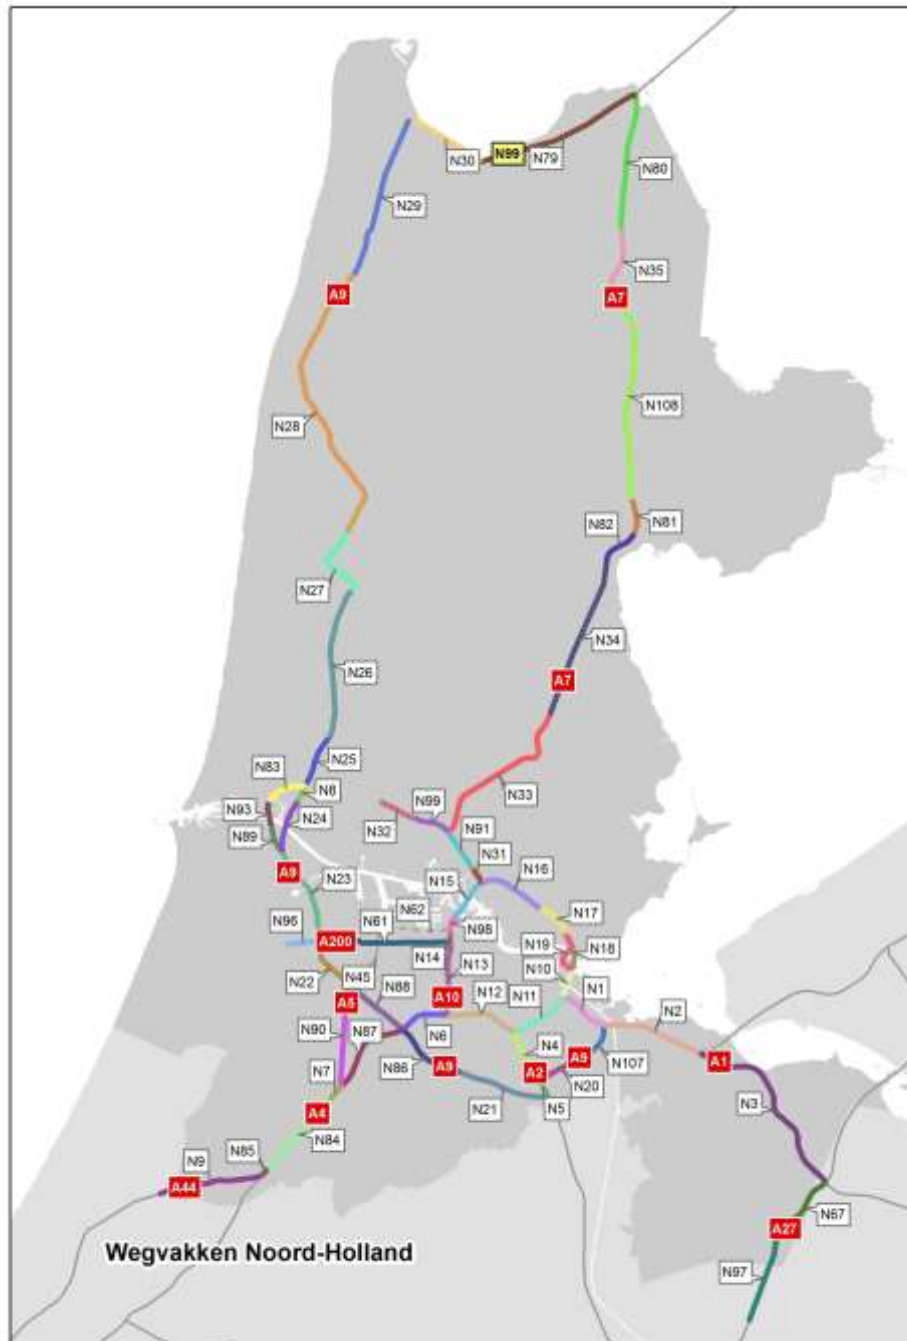 N30
N99
N79
N80
N29
N35
A9
A7
N108
N28
N82
N81
N27
N34
N26
A7
N25
N83
N8
N33
N93
N99
N24
N32
N91
N89
N31
A9
N16
N23
N15
N17
N62
N96
N61
N98
A200
N19
N18
N14
N22
N45
N13
N10
N88
A10
N12
N11
N1
A5
N2
N90
N87
N6
N4
A9
A1
N86
A9
N107
N7
A2
N20
N3
A4
N21
N5
N84
N85
N9
A44
N67
A27
Wegvakken Noord-Holland
N97